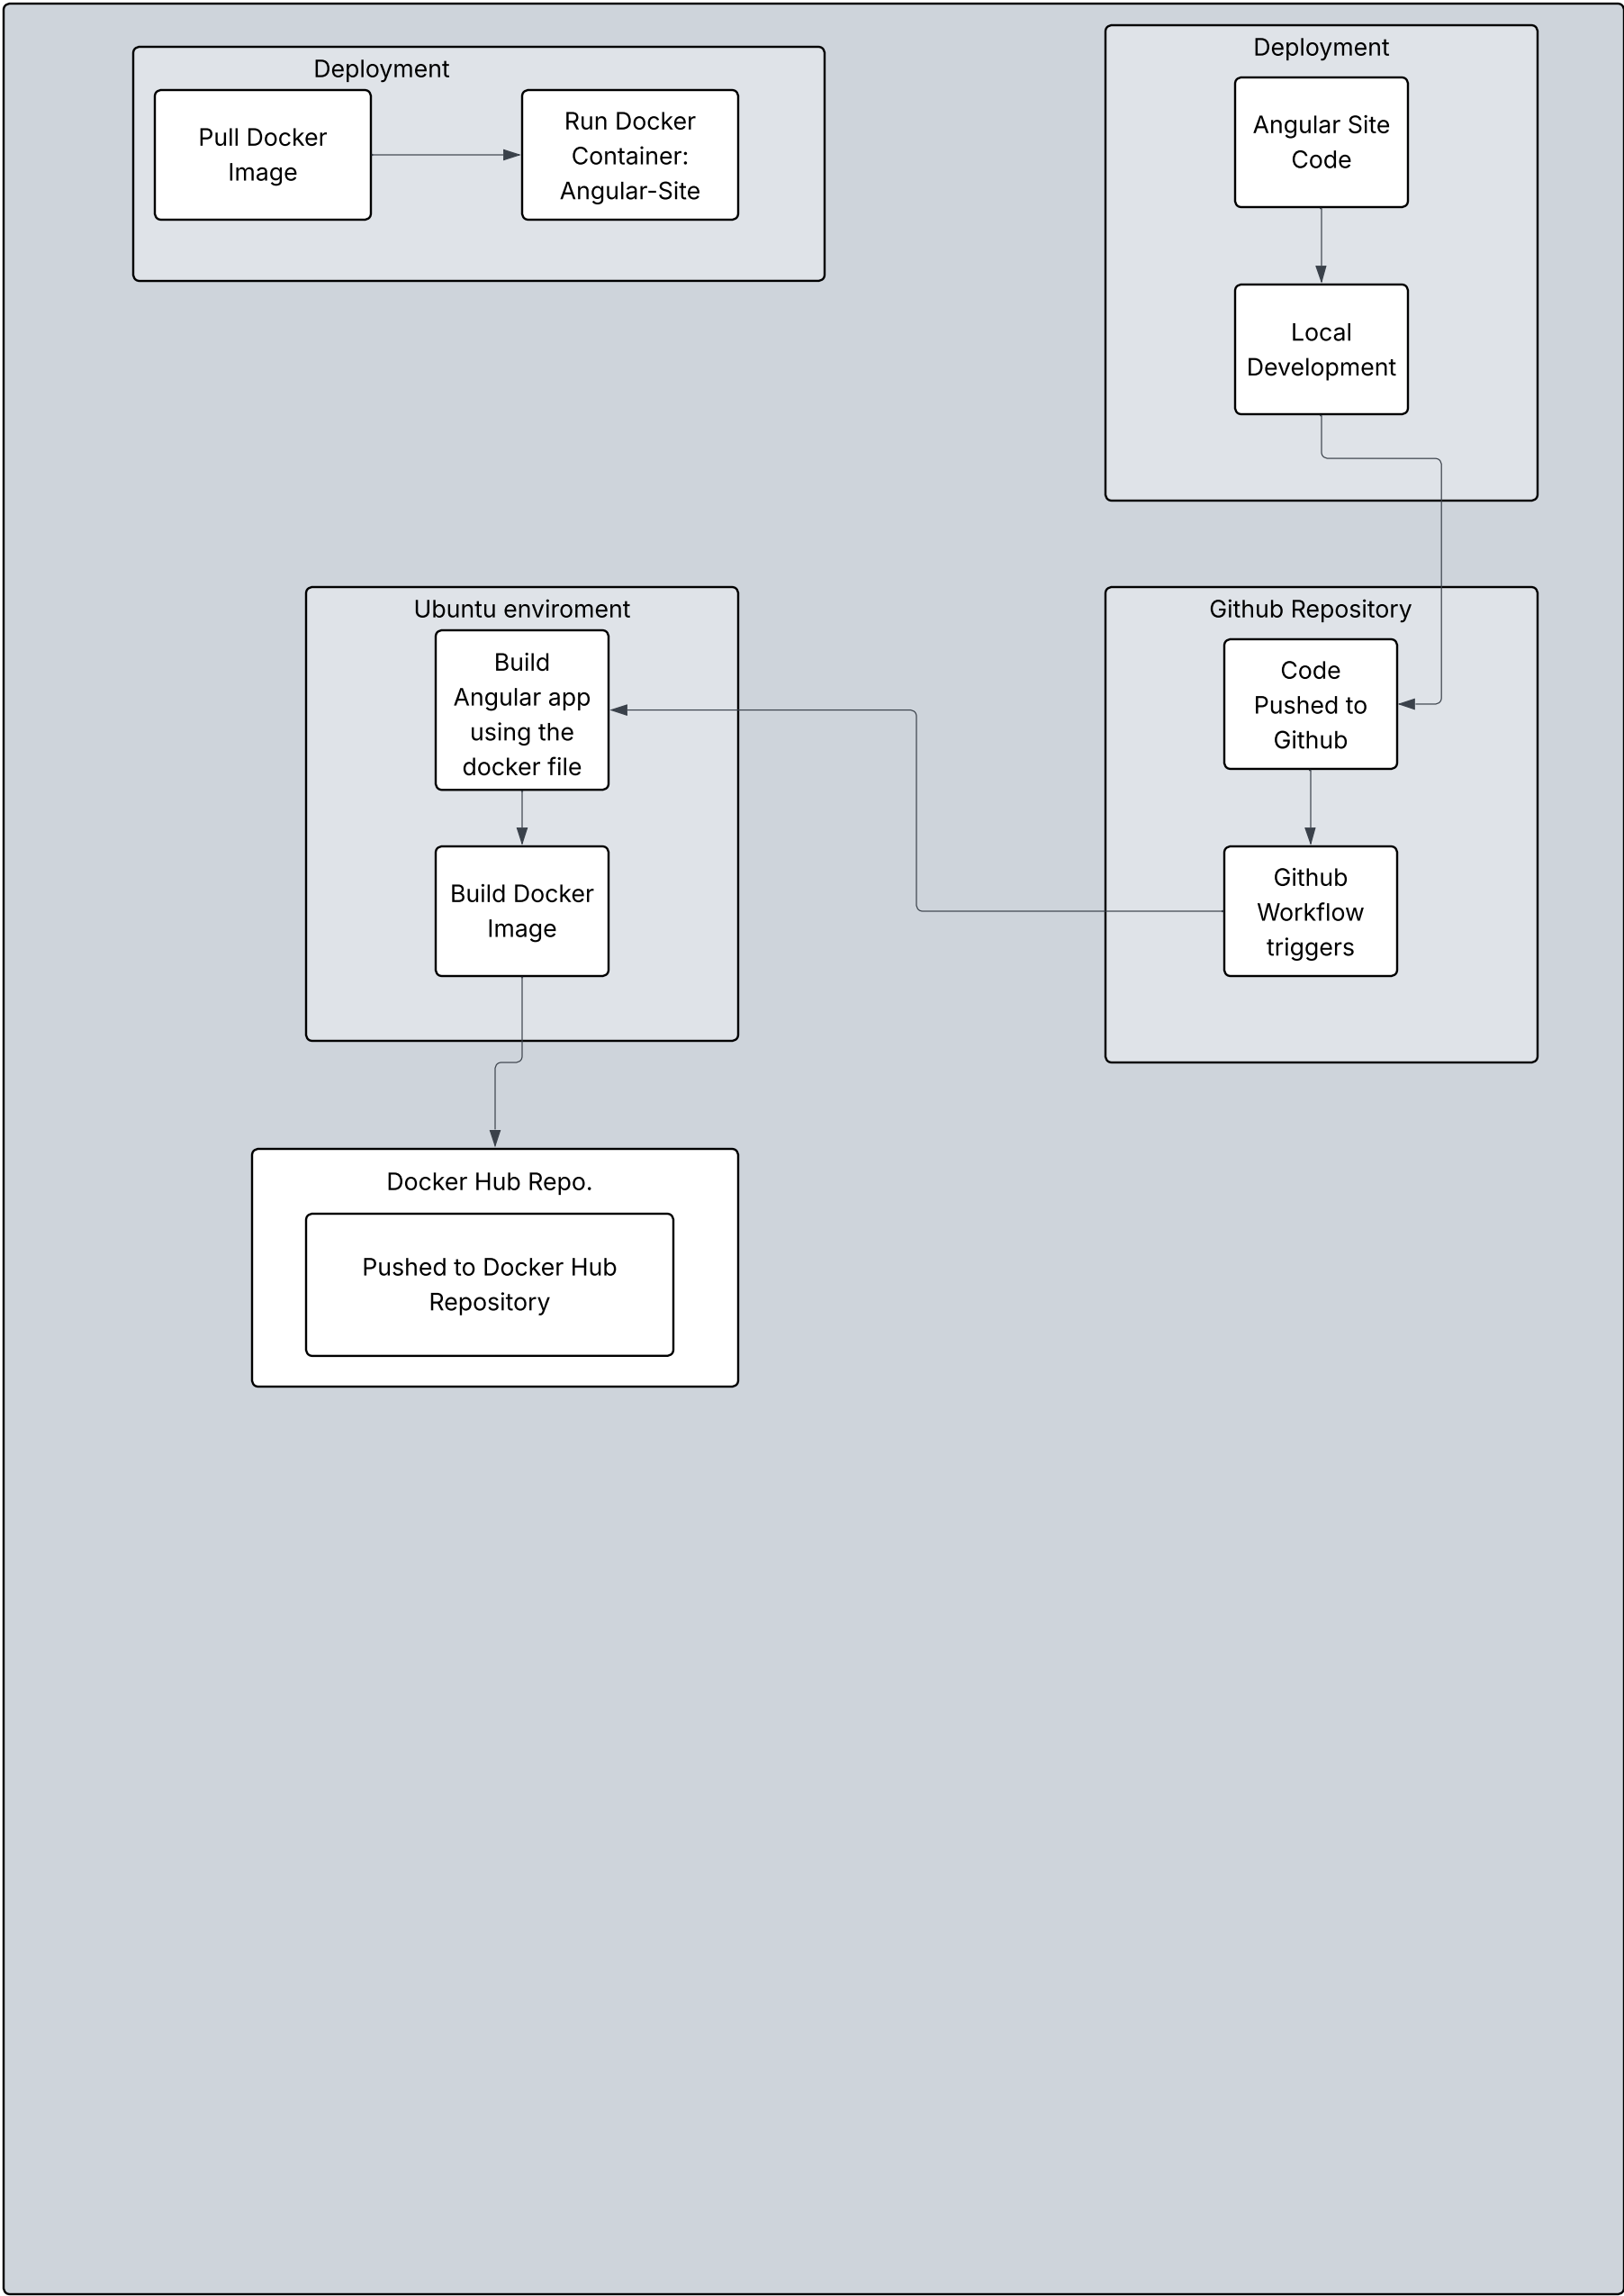 Deployment
Pull Docker
Image
Run Docker
Container:
Angular-Site
Deployment
Angular Site
Code
Local
Development
Ubuntu enviroment
Build
Angular app
using the
docker file
Build Docker
Image
Github Repository
Code
Pushed to
Github
Github
Workflow
triggers
Docker Hub Repo.
Pushed to Docker Hub
Repository